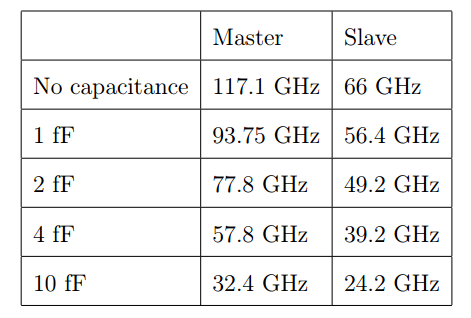 Master Slave
No capacitance 117.1 GHz 66 GHz
1 fF 93.75 GHz 56.4 GHz
2 fF 77.8 GHz 49.2 GHz
4 fF 57.8 GHz 39.2 GHz
10 fF 32.4 GHz 24.2 GHz